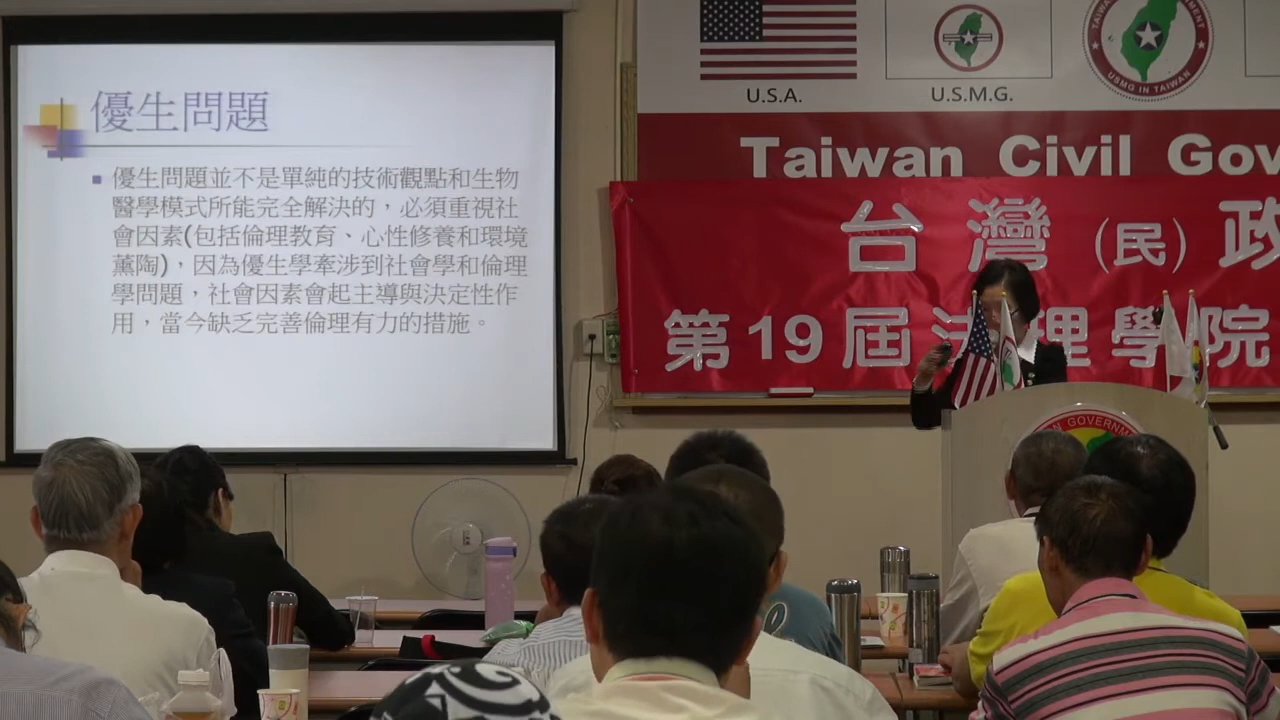 優生問題
優生問題並不是單純的技術觀點和生物
醫學模式所能完全解決的，必須重視社
會因素(包括倫理教育、心性修養和環境
薰陶)，因為優生學牽涉到社會學和倫理
學問題，社會因素會起主導與決定性作
用，當今缺乏完善倫理有力的措施。
U.S.A.
U.S.M.G.
USMG IN TAIWAN
Taiwan Civil Gov
台灣(民)政
第19屆法理學院
GOVERNMENT